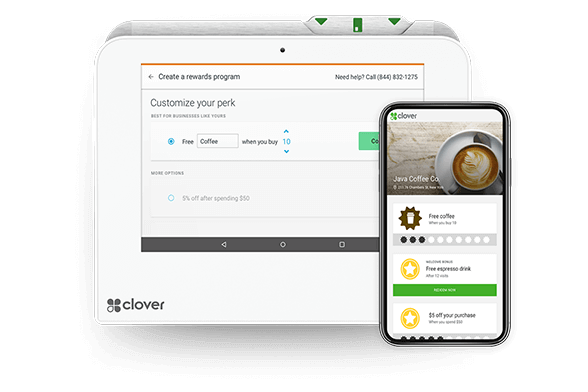 ← Create a rewards program
Need help? Call (844) 832-1275
Customize your perk
BEST FOR BUSINESSES LIKE YOURS
Free Coffee when you buy 10
Co
MORE OPTIONS
5% off after spending $50
clover
clover
Java Coffee Co.
Free coffee
When you buy 10
WELCOME BONUS
Free espresso drink
After 12 visits
REDEEM NOW
$5 off your purchase
When you spend $50